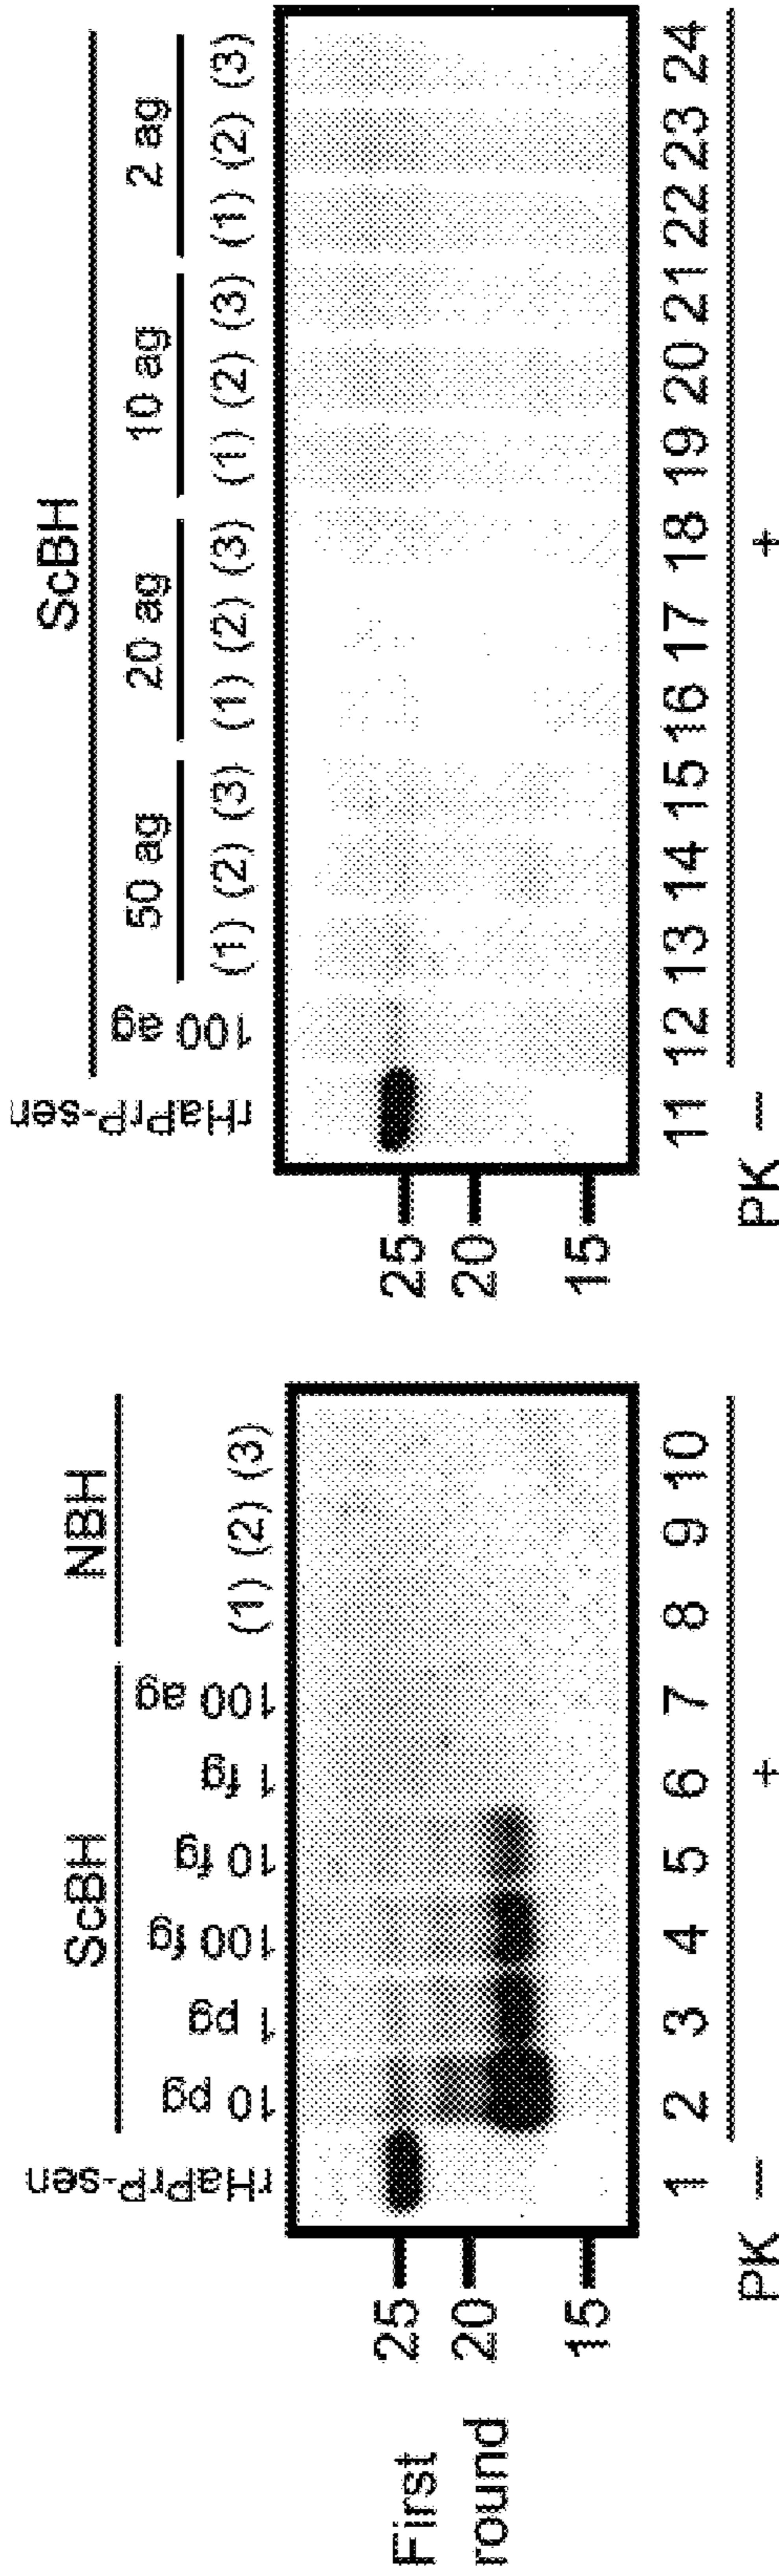 First
round
ScBH
NBH
rHaPrP-sen
10 pg
1 pg
100 fg
10 fg
1 fg
100 ag
(1) (2) (3)
25
20
15
1 2 3 4 5 6 7 8 9 10
PK − +
ScBH
50 ag 20 ag 10 ag 2 ag
rHaPrP-sen
100 ag
(1) (2) (3) (1) (2) (3) (1) (2) (3) (1) (2) (3)
25
20
15
11 12 13 14 15 16 17 18 19 20 21 22 23 24
PK − +